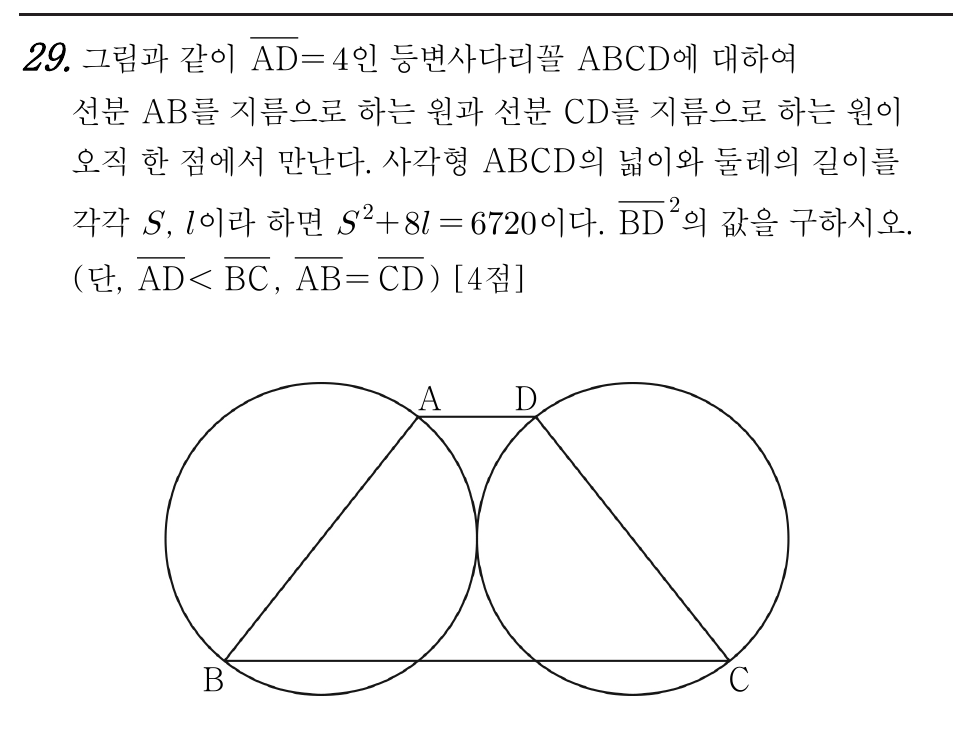 29. 그림과 같이 $\overline{AD}=4$인 등변사다리꼴 ABCD에 대하여
선분 AB를 지름으로 하는 원과 선분 CD를 지름으로 하는 원이
오직 한 점에서 만난다. 사각형 ABCD의 넓이와 둘레의 길이를
각각 $S$, $l$이라 하면 $S^2+8l=6720$이다. $\overline{BD}^2$의 값을 구하시오.
(단, $\overline{AD}<\overline{BC}$, $\overline{AB}=\overline{CD}$) [4점]
A D
B C